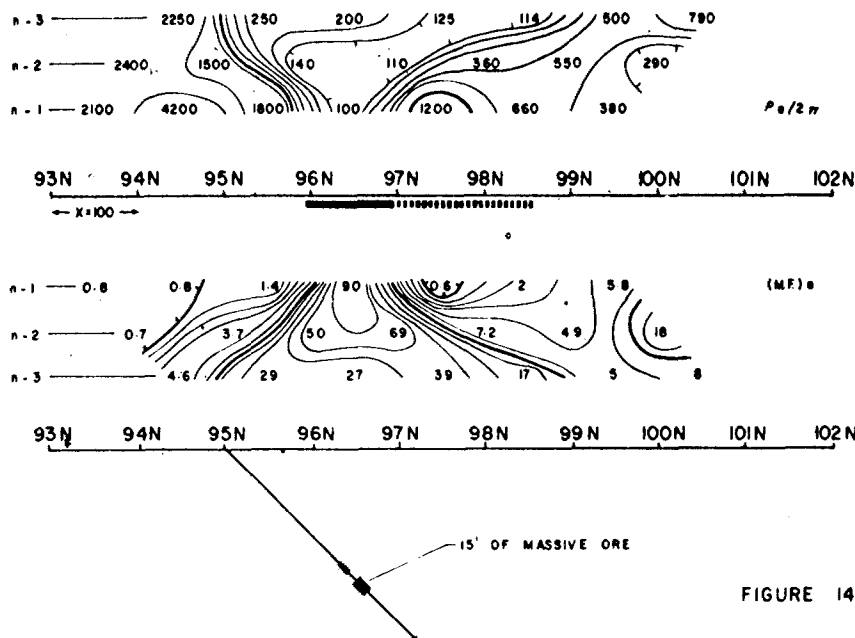 n-3 2250 250 200 125 114 500 790
n-2 2400 1500 140 110 360 550 290
n-1 2100 4200 1800 100 1200 660 380 ρa/2π
93N 94N 95N 96N 97N 98N 99N 100N 101N 102N
← X=100 →
n-1 0.8 0.8 1.4 90 0.6 2 5.8 (M.F.)a
n-2 0.7 3.7 50 69 7.2 4.9 18
n-3 4.6 29 27 39 17 5 8
93N 94N 95N 96N 97N 98N 99N 100N 101N 102N
15' OF MASSIVE ORE
FIGURE 14